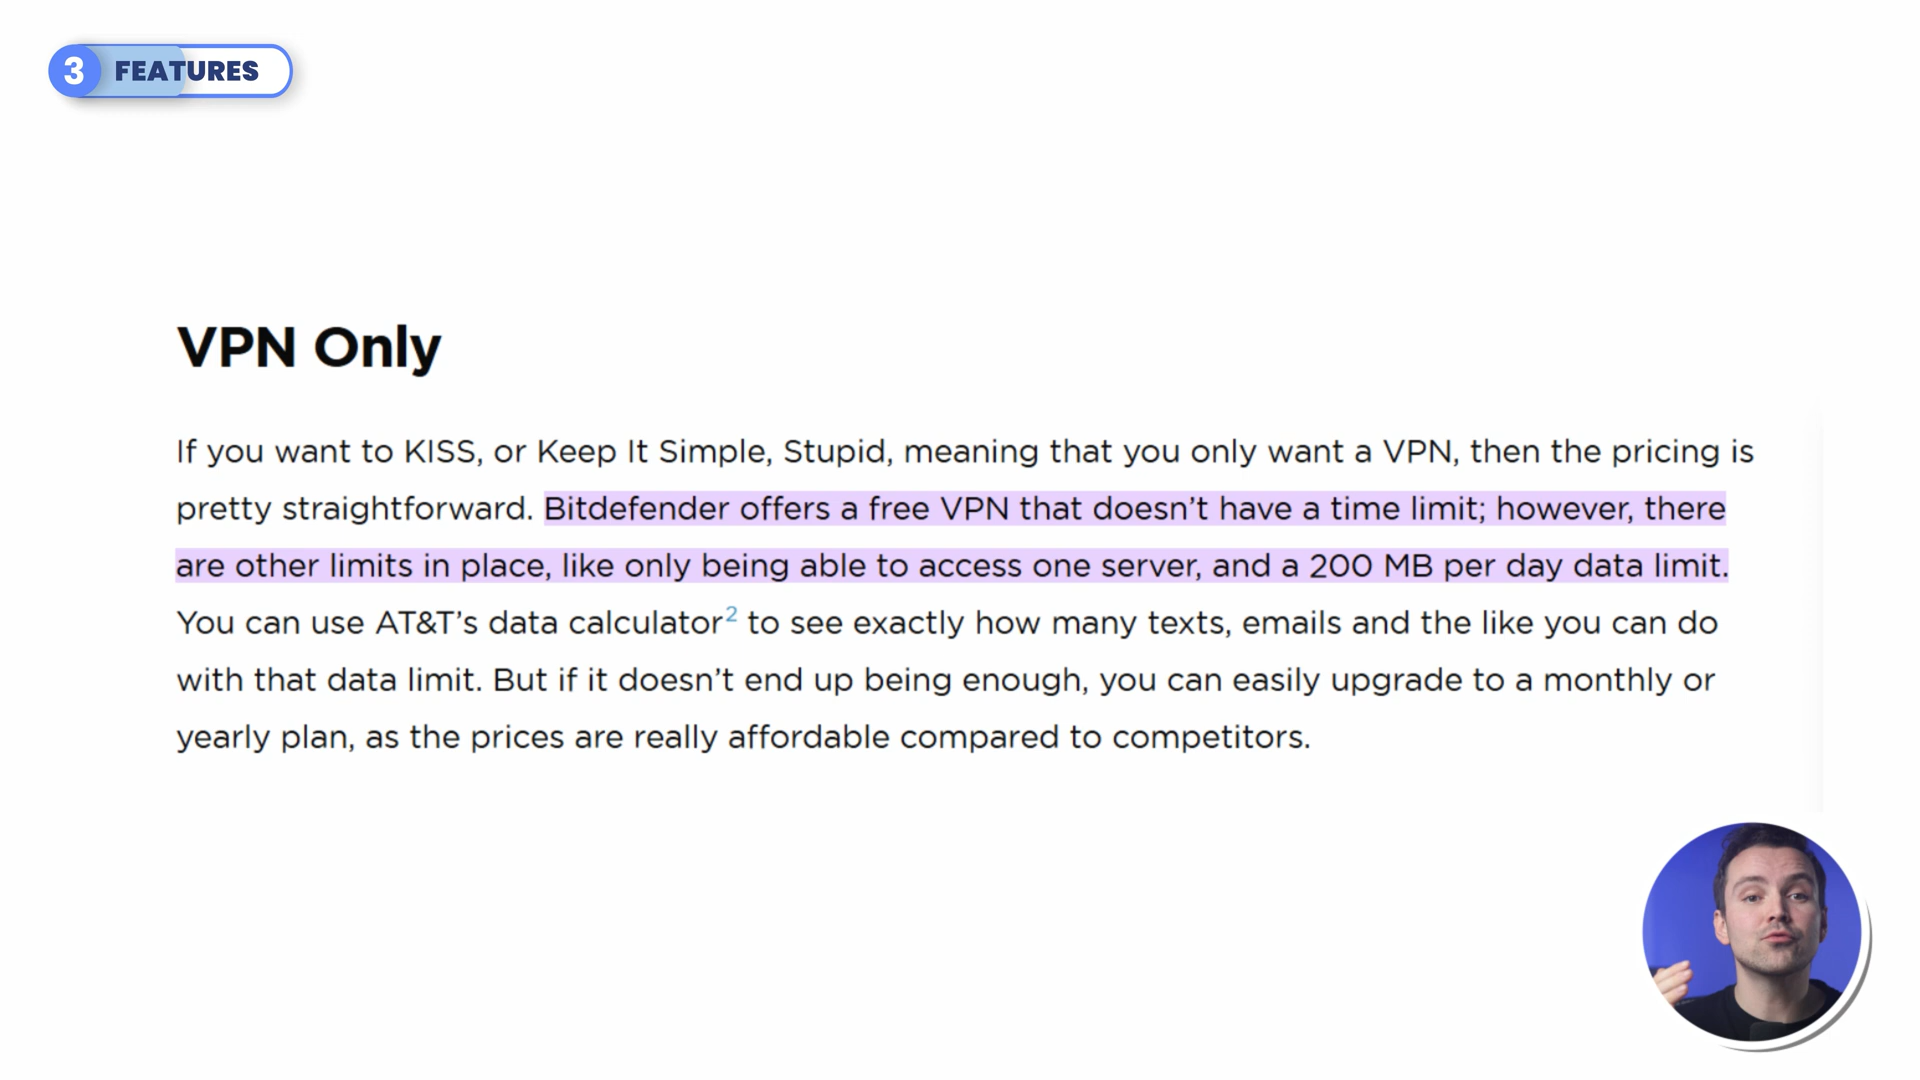 3 FEATURES
VPN Only
If you want to KISS, or Keep It Simple, Stupid, meaning that you only want a VPN, then the pricing is
pretty straightforward. Bitdefender offers a free VPN that doesn’t have a time limit; however, there
are other limits in place, like only being able to access one server, and a 200 MB per day data limit.
You can use AT&T’s data calculator² to see exactly how many texts, emails and the like you can do
with that data limit. But if it doesn’t end up being enough, you can easily upgrade to a monthly or
yearly plan, as the prices are really affordable compared to competitors.